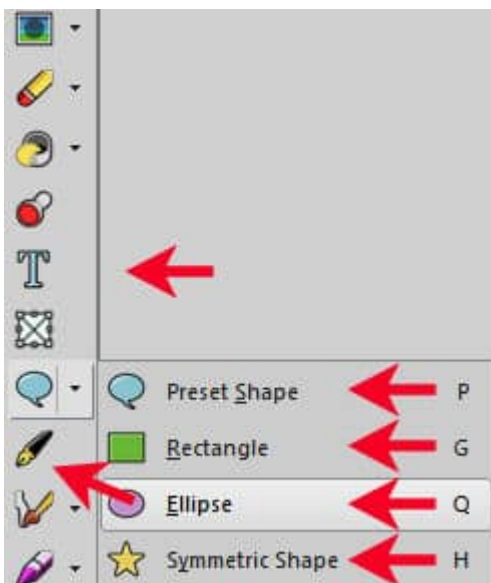 T
Preset Shape P
Rectangle G
Ellipse Q
Symmetric Shape H